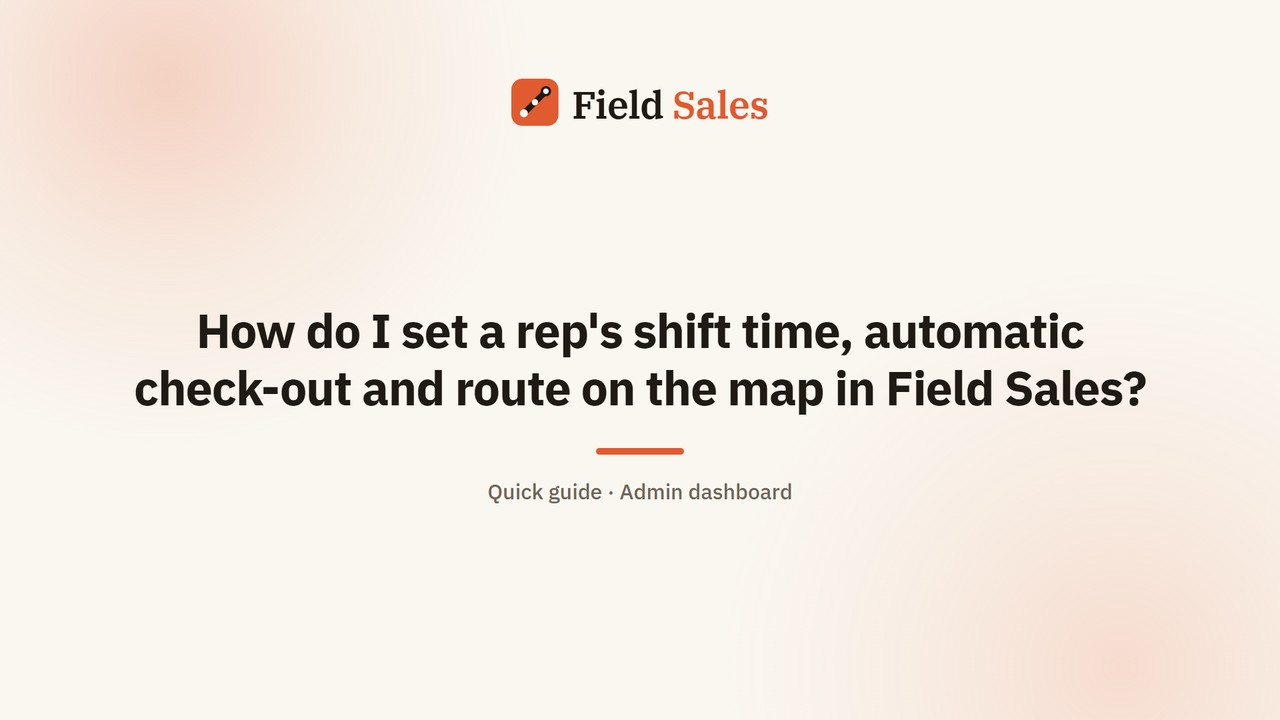 Field Sales
How do I set a rep's shift time, automatic
check-out and route on the map in Field Sales?
Quick guide · Admin dashboard